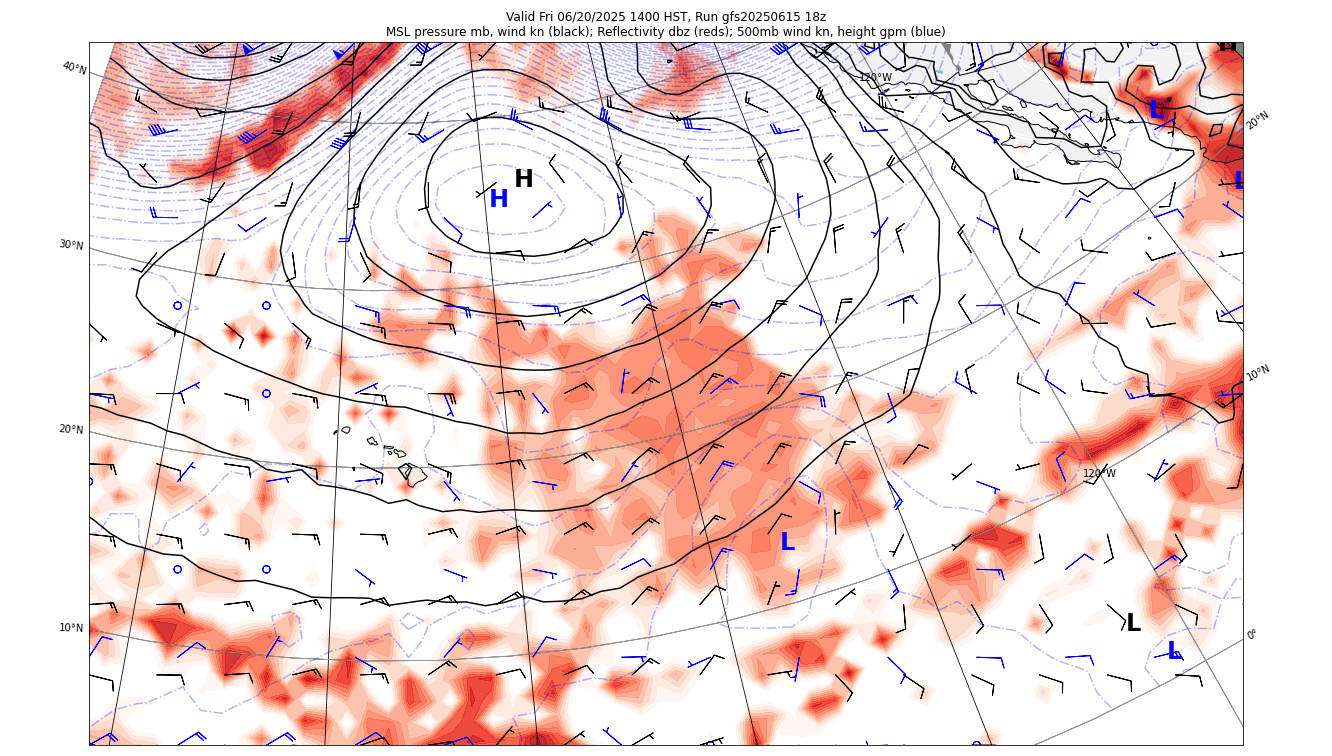 Valid Fri 06/20/2025 1400 HST, Run gfs20250615 18z
MSL pressure mb, wind kn (black); Reflectivity dbz (reds); 500mb wind kn, height gpm (blue)
H
40°N
120°W
L
20°N
H
H
L
30°N
10°N
20°N
120°W
L
10°N
L
0°
L